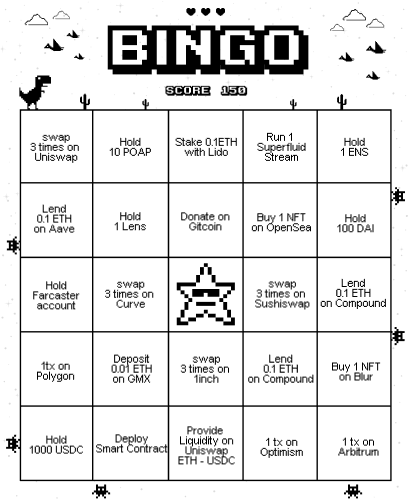 BINGO
SCORE 150
swap
3 times on
Uniswap
Hold
10 POAP
Stake 0.1ETH
with Lido
Run 1
Superfluid
Stream
Hold
1 ENS
Lend
0.1 ETH
on Aave
Hold
1 Lens
Donate on
Gitcoin
Buy 1 NFT
on OpenSea
Hold
100 DAI
Hold
Farcaster
account
swap
3 times on
Curve
swap
3 times on
Sushiswap
Lend
0.1 ETH
on Compound
1tx on
Polygon
Deposit
0.01 ETH
on GMX
swap
3 times on
1inch
Lend
0.1 ETH
on Compound
Buy 1 NFT
on Blur
Hold
1000 USDC
Deploy
Smart Contract
Provide
Liquidity on
Uniswap
ETH - USDC
1 tx on
Optimism
1 tx on
Arbitrum